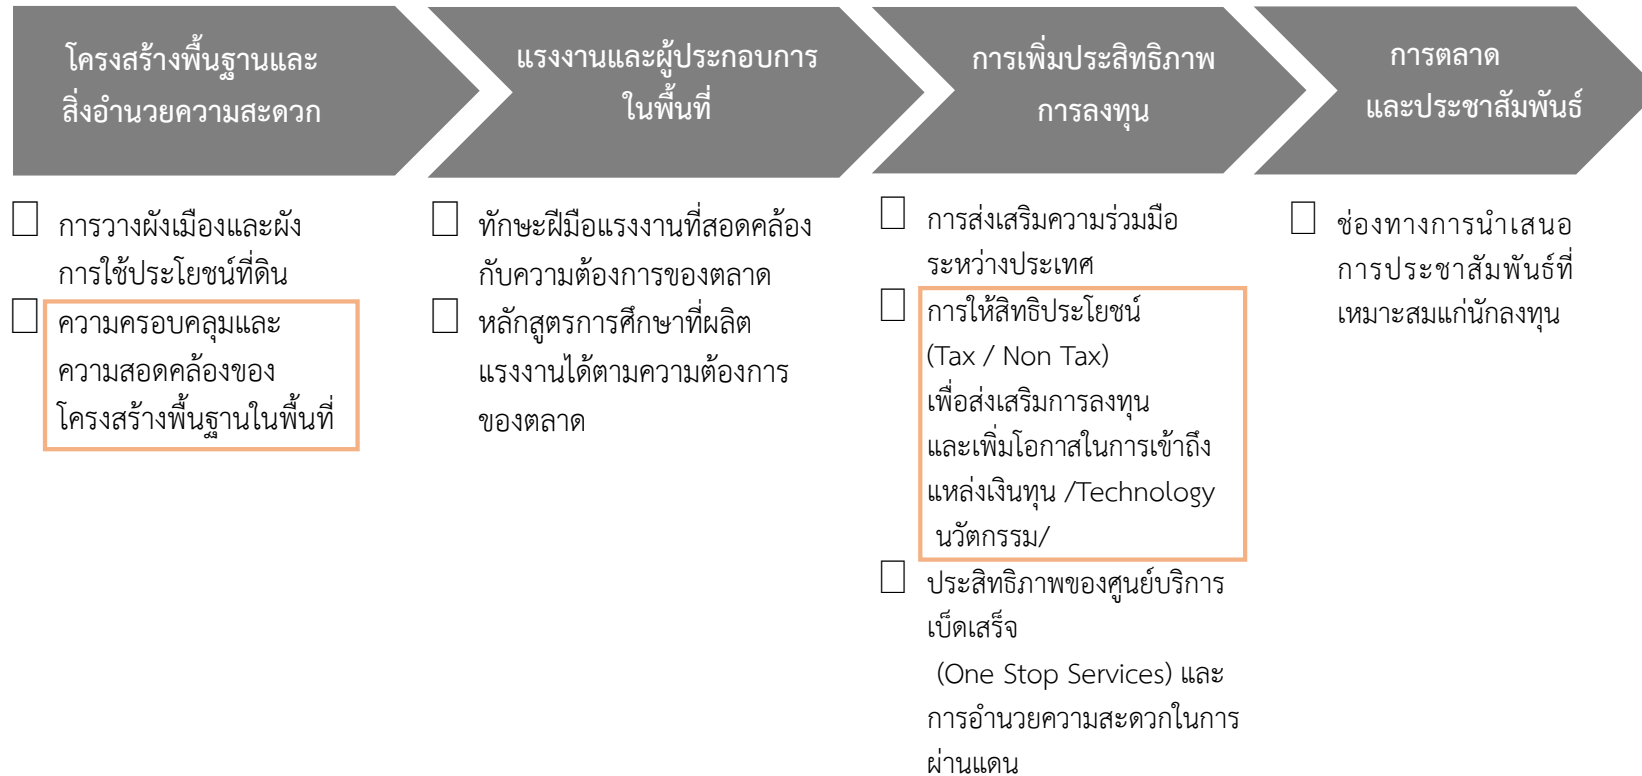 โครงสร้างพื้นฐานและ
สิ่งอำนวยความสะดวก
แรงงานและผู้ประกอบการ
ในพื้นที่
การเพิ่มประสิทธิภาพ
การลงทุน
การตลาด
และประชาสัมพันธ์
การวางผังเมืองและผัง
การใช้ประโยชน์ที่ดิน
ความครอบคลุมและ
ความสอดคล้องของ
โครงสร้างพื้นฐานในพื้นที่
ทักษะฝีมือแรงงานที่สอดคล้อง
กับความต้องการของตลาด
หลักสูตรการศึกษาที่ผลิต
แรงงานได้ตามความต้องการ
ของตลาด
การส่งเสริมความร่วมมือ
ระหว่างประเทศ
การให้สิทธิประโยชน์
(Tax / Non Tax)
เพื่อส่งเสริมการลงทุน
และเพิ่มโอกาสในการเข้าถึง
แหล่งเงินทุน /Technology
นวัตกรรม/
ประสิทธิภาพของศูนย์บริการ
เบ็ดเสร็จ
(One Stop Services) และ
การอำนวยความสะดวกในการ
ผ่านแดน
ช่องทางการนำเสนอ
การประชาสัมพันธ์ที่
เหมาะสมแก่นักลงทุน